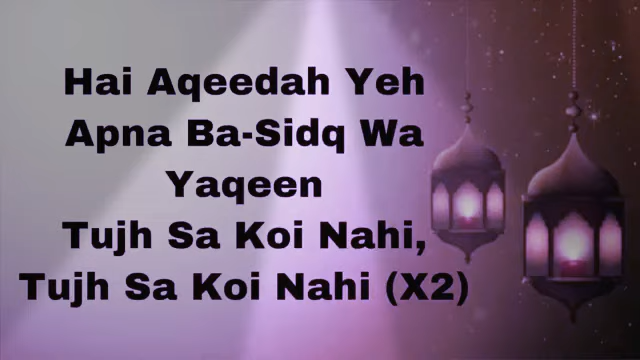 Hai Aqeedah Yeh
Apna Ba-Sidq Wa
Yaqeen
Tujh Sa Koi Nahi,
Tujh Sa Koi Nahi (X2)